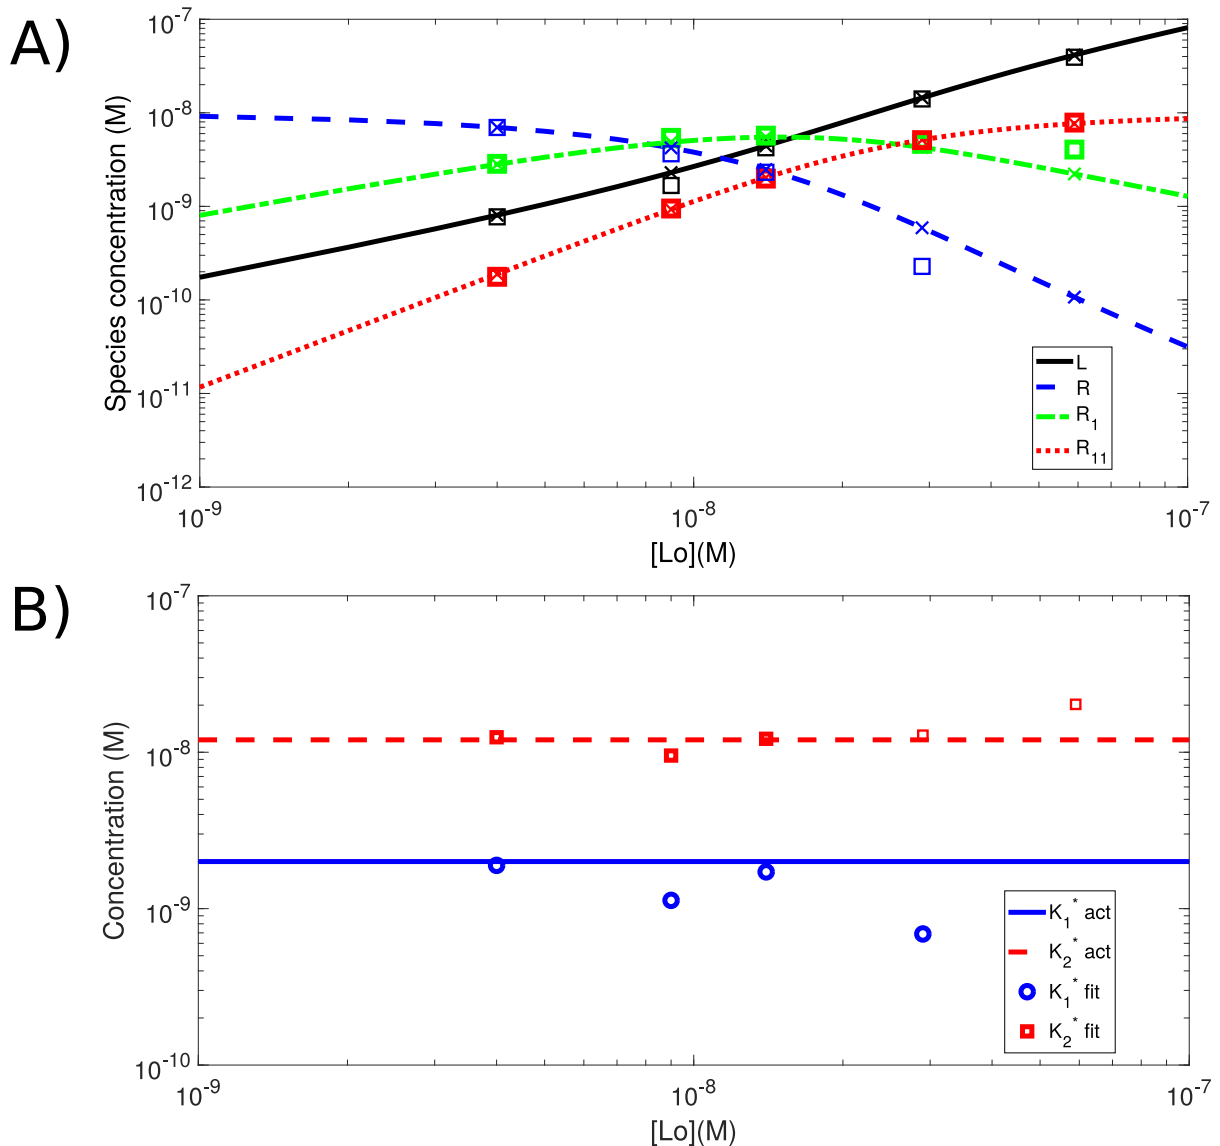 A)
Species concentration (M)
10-7
10-8
10-9
10-10
10-11
10-12
L
R
R1
R11
10-9
10-8
10-7
[Lo](M)
B)
Concentration (M)
10-7
10-8
10-9
10-10
K1* act
K2* act
K1* fit
K2* fit
10-9
10-8
10-7
[Lo](M)